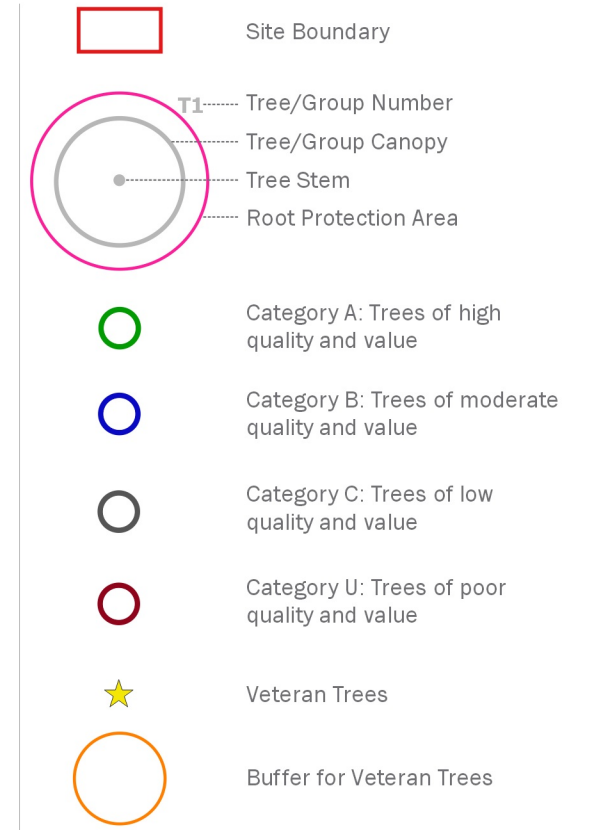 Site Boundary
T1
Tree/Group Number
Tree/Group Canopy
Tree Stem
Root Protection Area
Category A: Trees of high
quality and value
Category B: Trees of moderate
quality and value
Category C: Trees of low
quality and value
Category U: Trees of poor
quality and value
Veteran Trees
Buffer for Veteran Trees